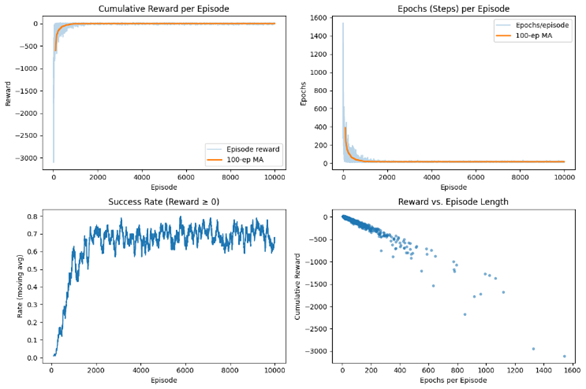 Cumulative Reward per Episode
0
−500
−1000
−1500
−2000
−2500
−3000
Reward
Episode reward
100-ep MA
0 2000 4000 6000 8000 10000
Episode
Epochs (Steps) per Episode
1600
1400
1200
1000
800
600
400
200
0
Epochs
Epochs/episode
100-ep MA
0 2000 4000 6000 8000 10000
Episode
Success Rate (Reward ≥ 0)
0.8
0.7
0.6
0.5
0.4
0.3
0.2
0.1
0.0
Rate (moving avg)
0 2000 4000 6000 8000 10000
Episode
Reward vs. Episode Length
0
−500
−1000
−1500
−2000
−2500
−3000
Cumulative Reward
0 200 400 600 800 1000 1200 1400 1600
Epochs per Episode